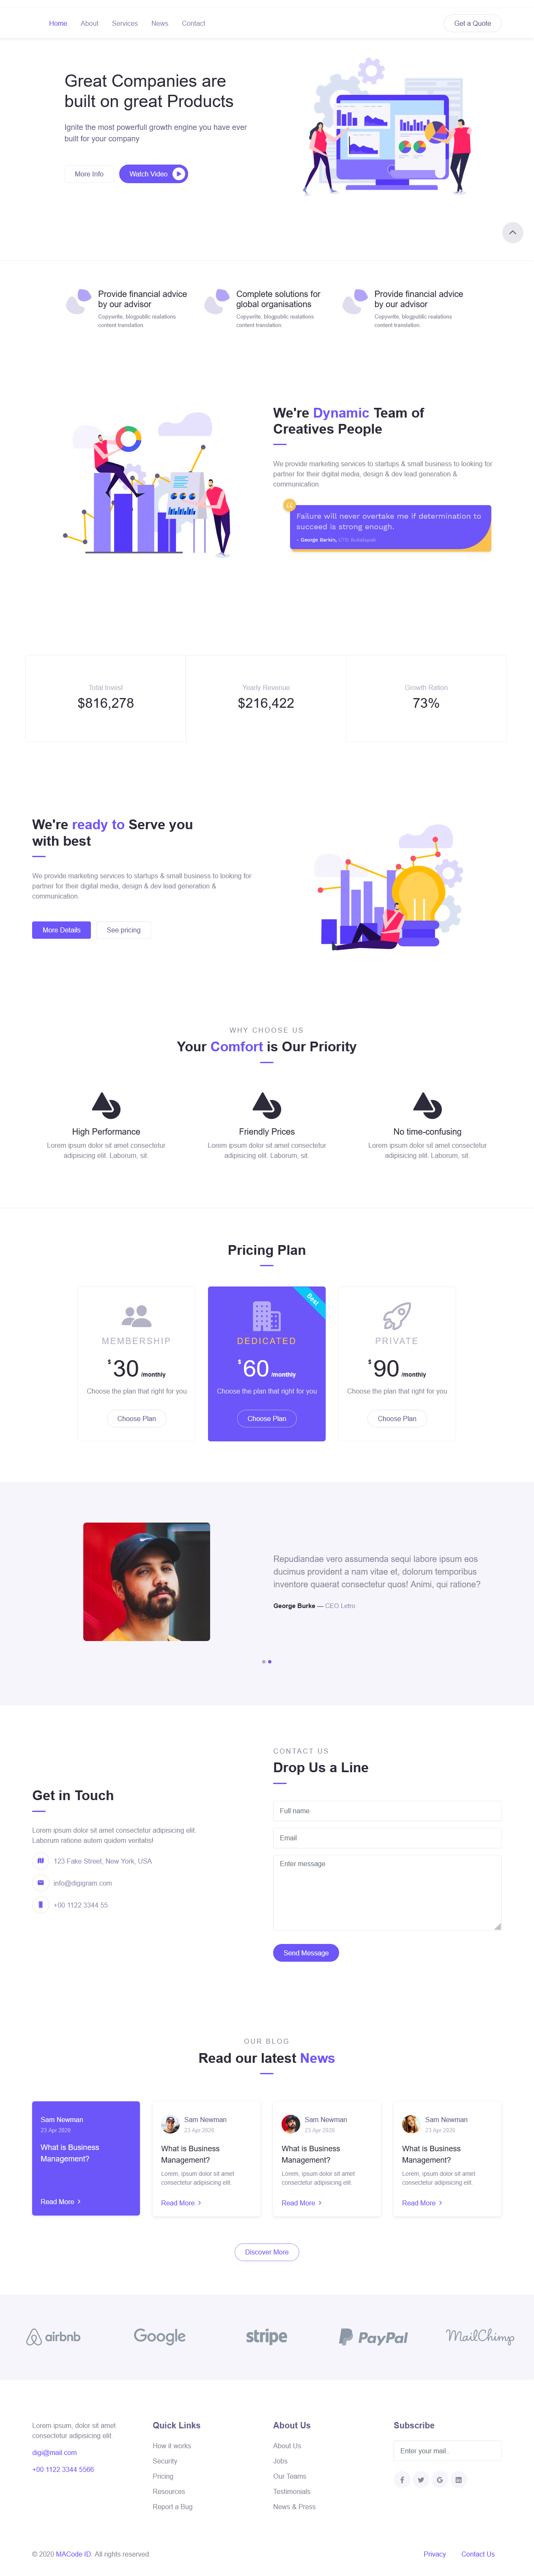 Home About Services News Contact Get a Quote
Great Companies are
built on great Products
Ignite the most powerfull growth engine you have ever
built for your company
More Info Watch Video
Provide financial advice
by our advisor
Copywrite, blogpublic realations
content translation.
Complete solutions for
global organisations
Copywrite, blogpublic realations
content translation.
Provide financial advice
by our advisor
Copywrite, blogpublic realations
content translation.
We're Dynamic Team of
Creatives People
We provide marketing services to startups & small business to looking for
partner for their digital media, design & dev lead generation &
communication.
Failure will never overtake me if determination to
succeed is strong enough.
- George Barkin, CTO
Total Invest
$816,278
Yearly Revenue
$216,422
Growth Ration
73%
We're ready to Serve you
with best
We provide marketing services to startups & small business to looking for
partner for their digital media, design & dev lead generation &
communication.
More Details See pricing
WHY CHOOSE US
Your Comfort is Our Priority
High Performance
Lorem ipsum dolor sit amet consectetur
adipisicing elit. Laborum, sit.
Friendly Prices
Lorem ipsum dolor sit amet consectetur
adipisicing elit. Laborum, sit.
No time-confusing
Lorem ipsum dolor sit amet consectetur
adipisicing elit. Laborum, sit.
Pricing Plan
MEMBERSHIP
$30 /monthly
Choose the plan that right for you
Choose Plan
Best
DEDICATED
$60 /monthly
Choose the plan that right for you
Choose Plan
PRIVATE
$90 /monthly
Choose the plan that right for you
Choose Plan
Repudiandae vero assumenda sequi labore ipsum eos
ducimus provident a nam vitae et, dolorum temporibus
inventore quaerat consectetur quos! Animi, qui ratione?
George Burke — CEO Letro
Get in Touch
Lorem ipsum dolor sit amet consectetur adipisicing elit.
Laborum ratione autem quidem veritatis!
123 Fake Street, New York, USA
info@digigram.com
+00 1122 3344 55
CONTACT US
Drop Us a Line
Full name
Email
Enter message
Send Message
OUR BLOG
Read our latest News
Sam Newman
23 Apr 2020
What is Business
Management?
Read More
Sam Newman
23 Apr 2020
What is Business
Management?
Lorem, ipsum dolor sit amet
consectetur adipisicing elit.
Read More
Sam Newman
23 Apr 2020
What is Business
Management?
Lorem, ipsum dolor sit amet
consectetur adipisicing elit.
Read More
Sam Newman
23 Apr 2020
What is Business
Management?
Lorem, ipsum dolor sit amet
consectetur adipisicing elit.
Read More
Discover More
airbnb Google stripe PayPal MailChimp
Lorem ipsum, dolor sit amet
consectetur adipisicing elit.
digi@mail.com
+00 1122 3344 5566
Quick Links
How it works
Security
Pricing
Resources
Report a Bug
About Us
About Us
Jobs
Our Teams
Testimonials
News & Press
Subscribe
Enter your mail..
© 2020 MACode ID. All rights reserved
Privacy Contact Us